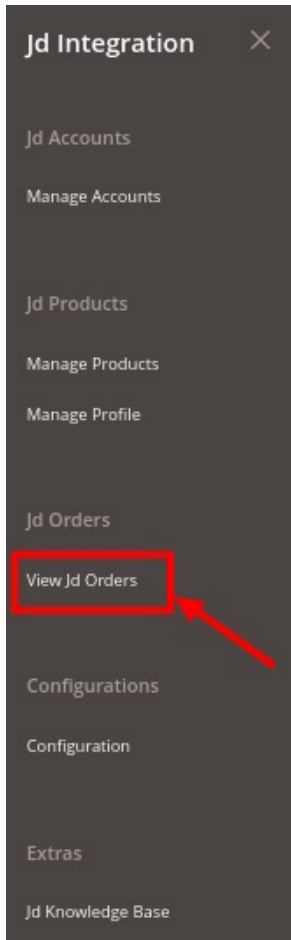 Jd Integration
Jd Accounts
Manage Accounts
Jd Products
Manage Products
Manage Profile
Jd Orders
View Jd Orders
Configurations
Configuration
Extras
Jd Knowledge Base